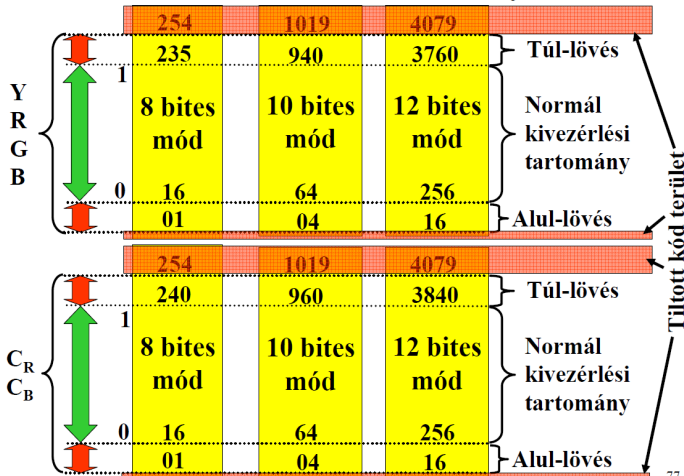 254 1019 4079
235 940 3760 Túl-lövés
1
Y
R
G
B
8 bites mód 10 bites mód 12 bites mód
Normál kivezérlési tartomány
0 16 64 256
01 04 16 Alul-lövés
Tiltott kód terület
254 1019 4079
240 960 3840 Túl-lövés
1
CR
CB
8 bites mód 10 bites mód 12 bites mód
Normál kivezérlési tartomány
0 16 64 256
01 04 16 Alul-lövés
77